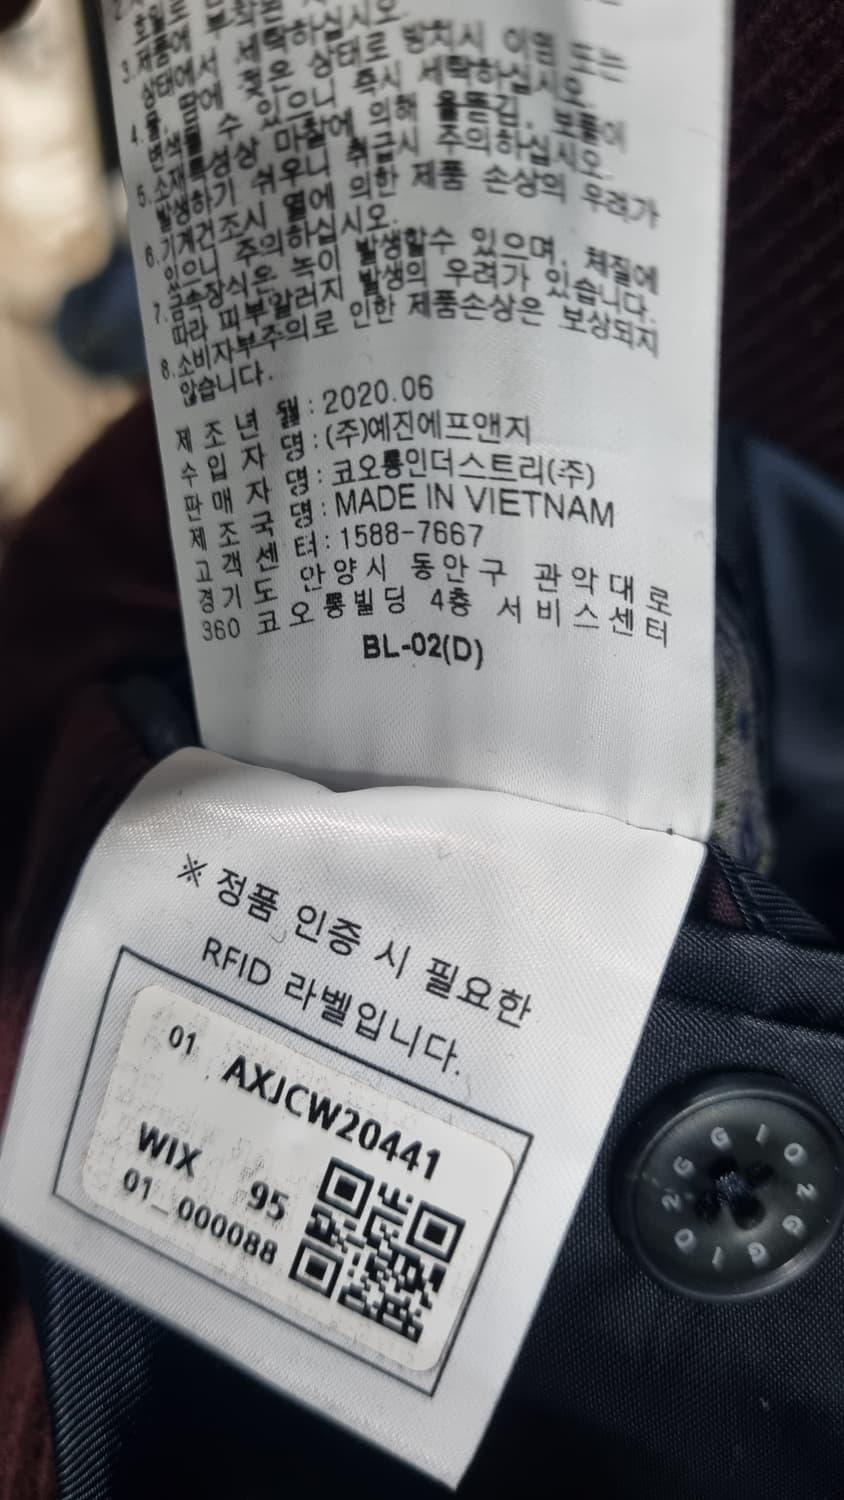 3.제품에
상태에서 세탁하십시오.
4.물, 땀에 젖은 상태로 방치시 이염 또는
변색될 수 있으니 즉시 세탁하십시오.
5.소재특성상 마찰에 의해 올뜯김, 보풀이
발생하기 쉬우니 취급시 주의하십시오.
6.기계건조시 열에 의한 제품 손상의 우려가
있으니 주의하십시오.
7.금속장식은 녹이 발생할수 있으며, 체질에
따라 피부알러지 발생의 우려가 있습니다.
8.소비자부주의로 인한 제품손상은 보상되지
않습니다.
제 조 년 월 : 2020.06
수 입 자 명 : (주)예진에프앤지
판 매 자 명 : 코오롱인더스트리(주)
제 조 국 명 : MADE IN VIETNAM
고 객 센 터 : 1588-7667
경기도 안양시 동안구 관악대로
360 코오롱빌딩 4층 서비스센터
BL-02(D)
※ 정품 인증 시 필요한
RFID 라벨입니다.
01 AXJCW20441
WIX 95
01_000088
GIO2GGIO2G